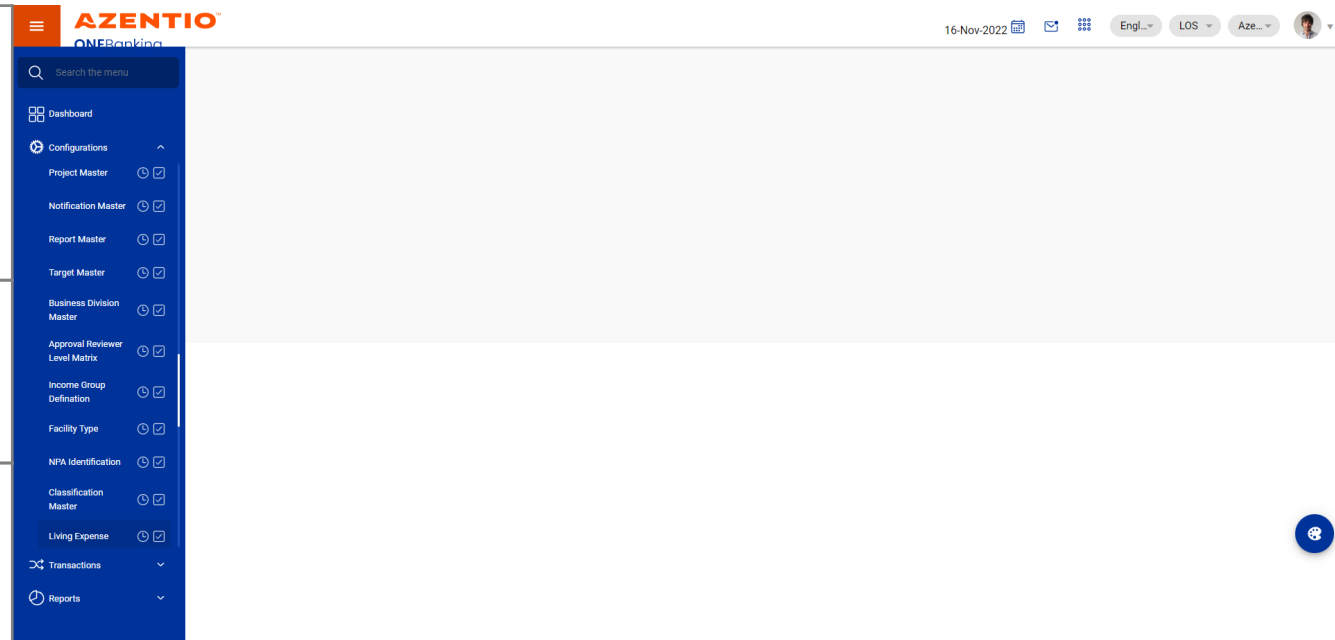 AZENTIO™
ONEBanking
16-Nov-2022
Engl...
LOS
Aze...
Search the menu
Dashboard
Configurations
Project Master
Notification Master
Report Master
Target Master
Business Division
Master
Approval Reviewer
Level Matrix
Income Group
Defination
Facility Type
NPA Identification
Classification
Master
Living Expense
Transactions
Reports